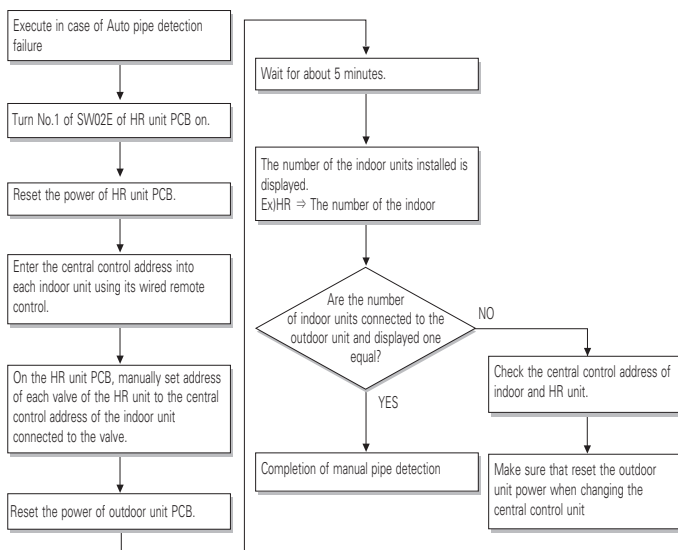 Execute in case of Auto pipe detection
failure
Turn No.1 of SW02E of HR unit PCB on.
Reset the power of HR unit PCB.
Enter the central control address into
each indoor unit using its wired remote
control.
On the HR unit PCB, manually set address
of each valve of the HR unit to the central
control address of the indoor unit
connected to the valve.
Reset the power of outdoor unit PCB.
Wait for about 5 minutes.
The number of the indoor units installed is
displayed.
Ex)HR ⇒ The number of the indoor
Are the number
of indoor units connected to the
outdoor unit and displayed one
equal?
NO
YES
Completion of manual pipe detection
Check the central control address of
indoor and HR unit.
Make sure that reset the outdoor
unit power when changing the
central control unit